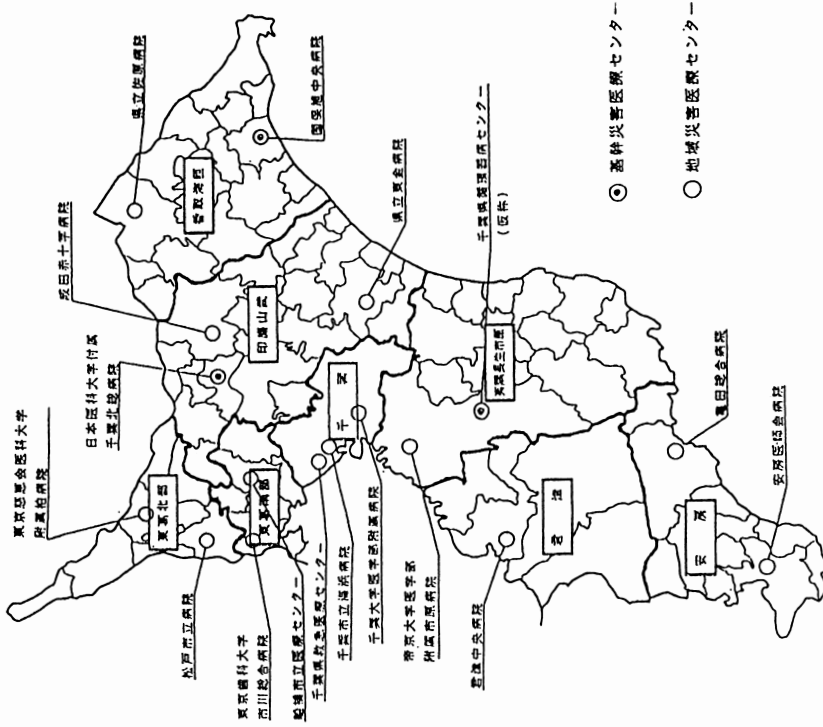 東京慈恵会医科大学
附属柏病院
日本医科大学付属
千葉北総病院
成田赤十字病院
県立佐原病院
国保旭中央病院
香取海匝
印旛山武
東葛北部
東葛南部
千葉
松戸市立病院
東京歯科大学
市川総合病院
船橋市立医療センター
千葉県救急医療センター
千葉市立海浜病院
千葉大学医学部附属病院
帝京大学医学部
附属市原病院
県立東金病院
千葉県循環器病センター
(仮称)
夷隅長生市原
君津中央病院
君津
亀田総合病院
安房
安房医師会病院
◉ 基幹災害医療センター
○ 地域災害医療センター